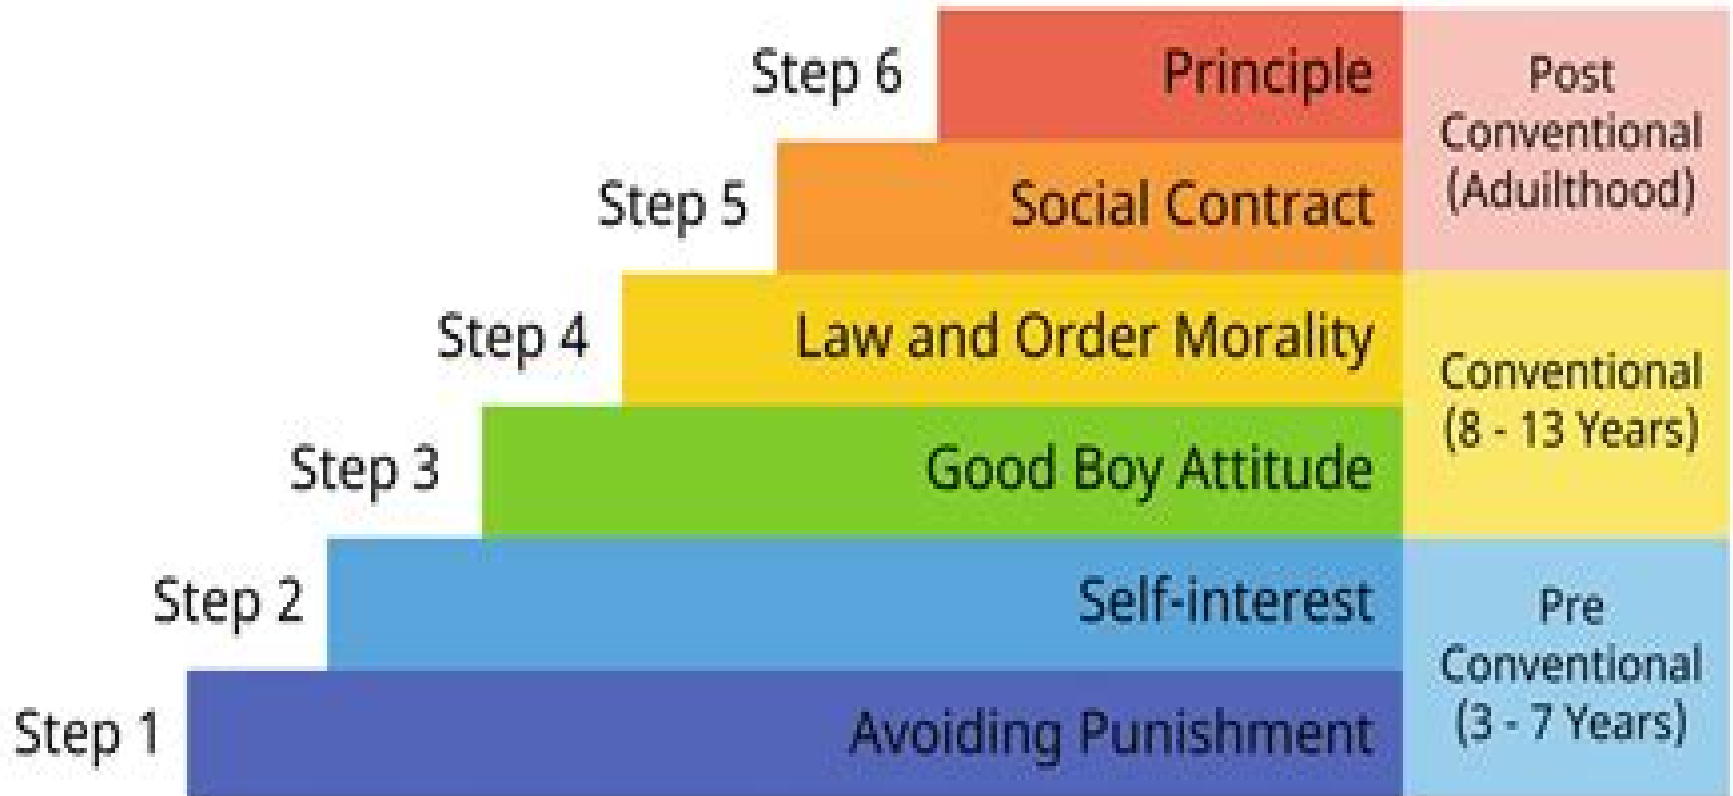 Step 6
Principle
Post
Conventional
(Aduilthood)
Step 5
Social Contract
Step 4
Law and Order Morality
Conventional
(8 - 13 Years)
Step 3
Good Boy Attitude
Step 2
Self-interest
Pre
Conventional
(3 - 7 Years)
Step 1
Avoiding Punishment